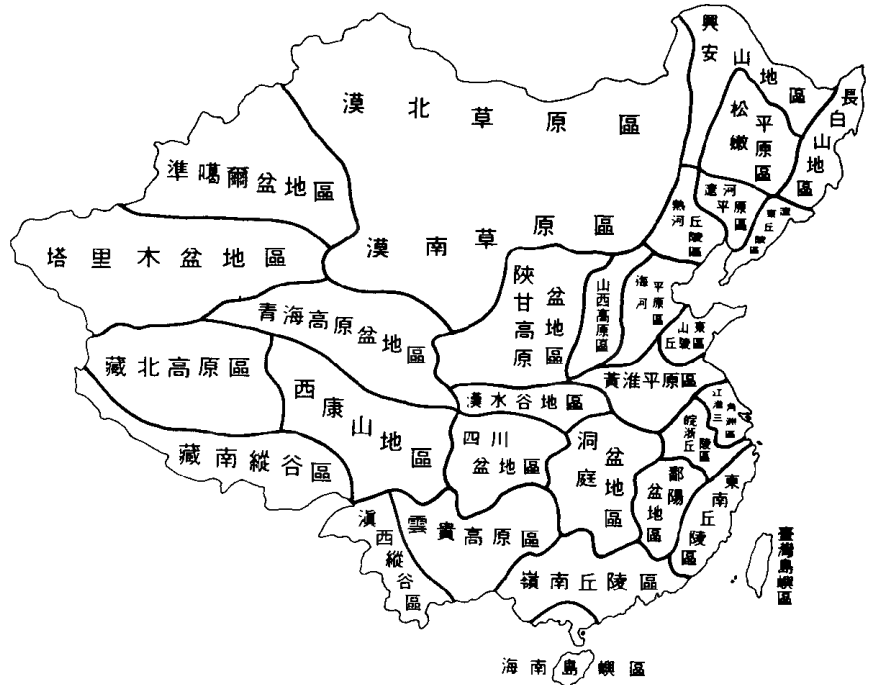 興安山地區
松嫩平原區
長白山地區
漠北草原區
準噶爾盆地區
遼河平原區
遼東丘陵區
熱河丘陵區
漠南草原區
塔里木盆地區
陝甘高原盆地區
山西高原區
海河平原區
青海高原盆地區
山東丘陵區
藏北高原區
黃淮平原區
西康山地區
漢水谷地區
江淮三角洲區
皖浙丘陵區
四川盆地區
洞庭盆地區
藏南縱谷區
鄱陽盆地區
東南丘陵區
滇西縱谷區
雲貴高原區
臺灣島嶼區
嶺南丘陵區
海南島嶼區